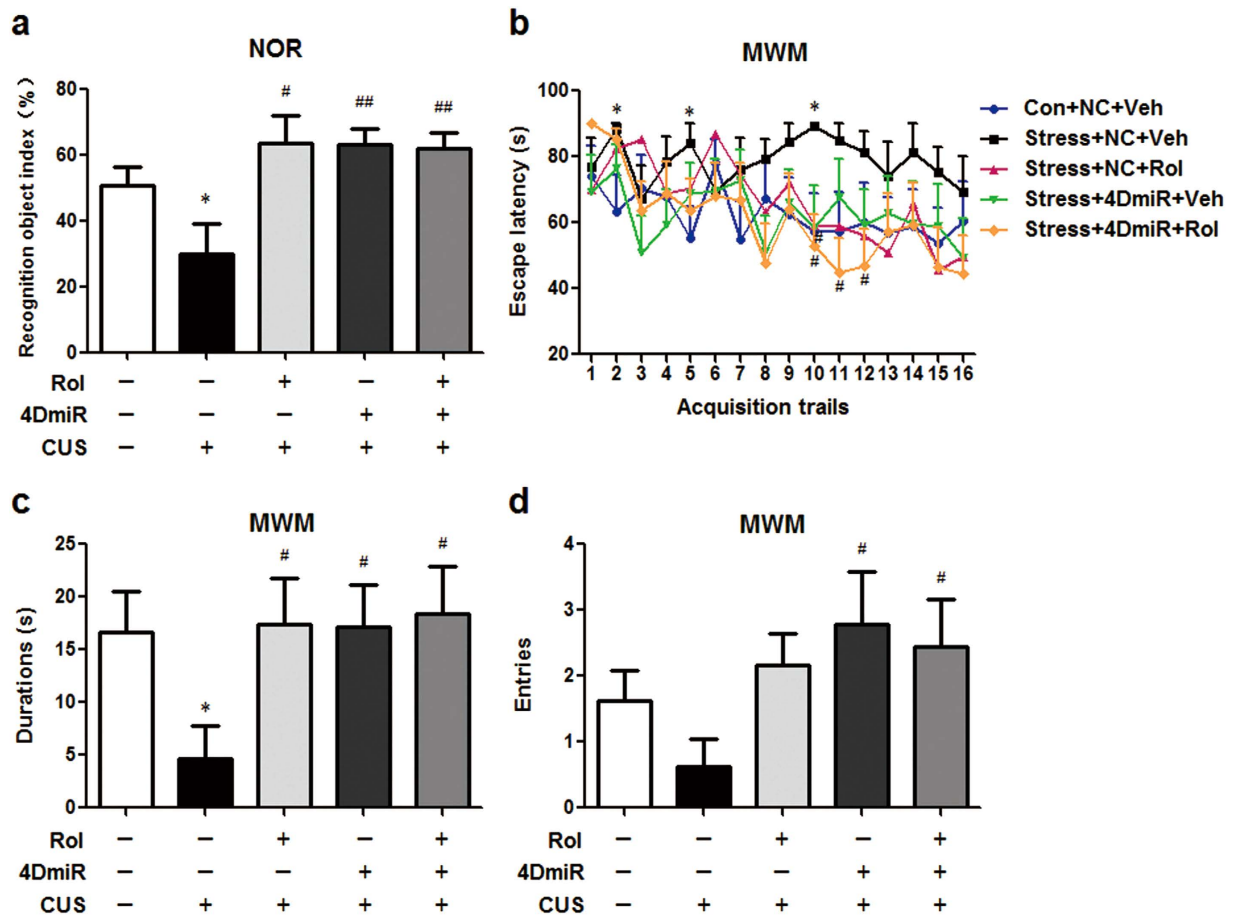 a
NOR
Recognition object index (%)
80
60
40
20
0
*
#
##
##
Rol − − + − +
4DmiR − − − + +
CUS − + + + +
b
MWM
Escape latency (s)
100
80
60
40
20
* * *
#
# # #
1 2 3 4 5 6 7 8 9 10 11 12 13 14 15 16
Acquisition trails
Con+NC+Veh
Stress+NC+Veh
Stress+NC+Rol
Stress+4DmiR+Veh
Stress+4DmiR+Rol
c
MWM
Durations (s)
25
20
15
10
5
0
*
#
#
#
Rol − − + − +
4DmiR − − − + +
CUS − + + + +
d
MWM
Entries
4
3
2
1
0
#
#
Rol − − + − +
4DmiR − − − + +
CUS − + + + +